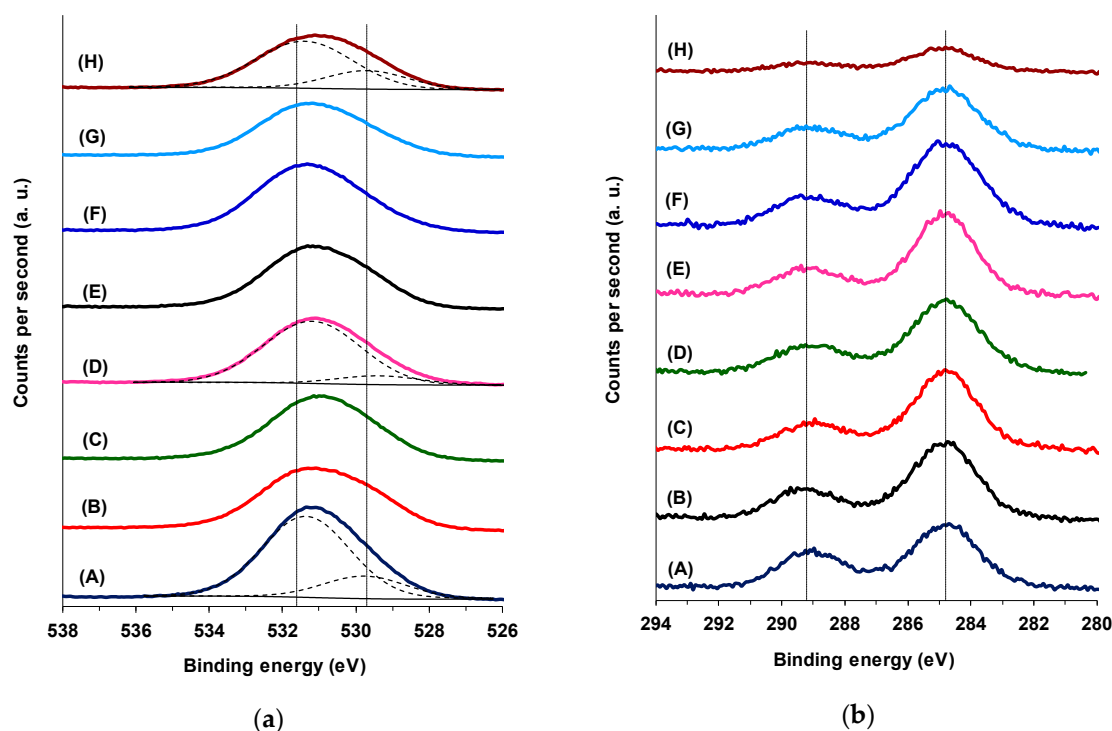 (H)
(G)
(F)
(E)
(D)
(C)
(B)
(A)
Counts per second (a. u.)
538 536 534 532 530 528 526
Binding energy (eV)
(a)
(H)
(G)
(F)
(E)
(D)
(C)
(B)
(A)
Counts per second (a. u.)
294 292 290 288 286 284 282 280
Binding energy (eV)
(b)